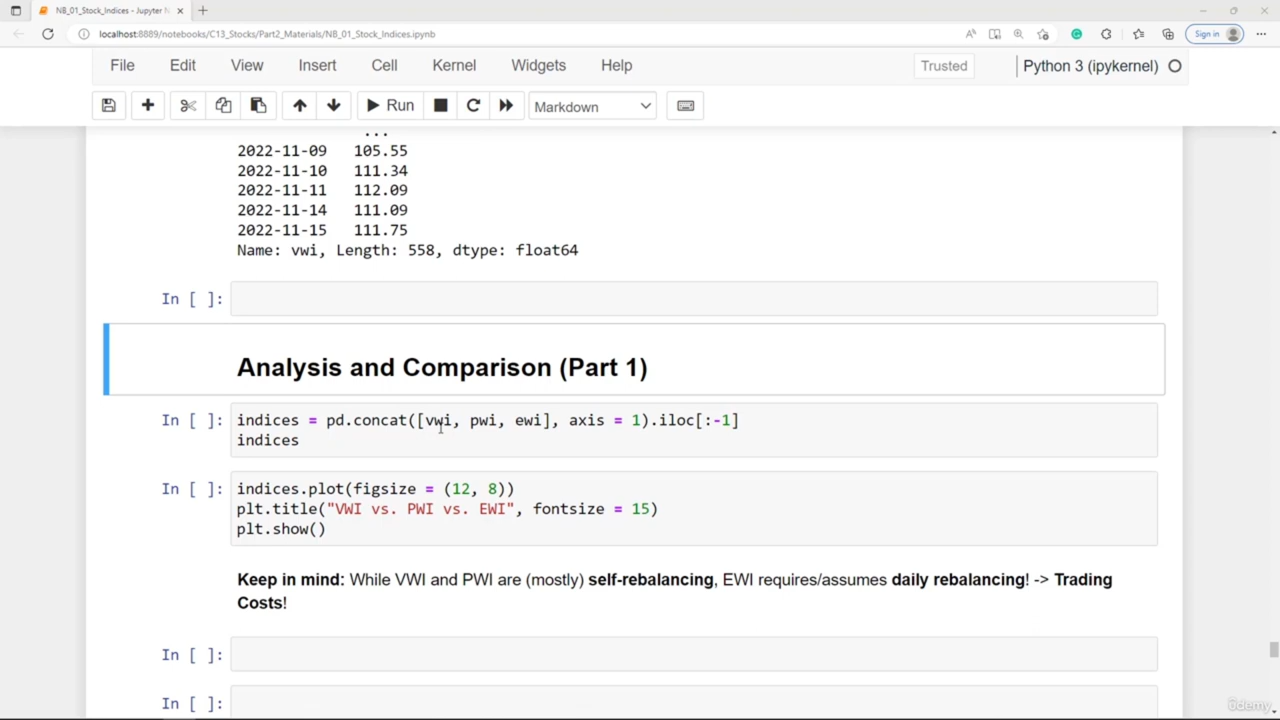 NB_01_Stock_Indices - Jupyter N
localhost:8889/notebooks/C13_Stocks/Part2_Materials/NB_01_Stock_Indices.ipynb
Sign in
File Edit View Insert Cell Kernel Widgets Help
Trusted
Python 3 (ipykernel)
Run
Markdown
...
2022-11-09 105.55
2022-11-10 111.34
2022-11-11 112.09
2022-11-14 111.09
2022-11-15 111.75
Name: vwi, Length: 558, dtype: float64
In [ ]:
Analysis and Comparison (Part 1)
In [ ]: indices = pd.concat([vwi, pwi, ewi], axis = 1).iloc[:-1]
indices
In [ ]: indices.plot(figsize = (12, 8))
plt.title("VWI vs. PWI vs. EWI", fontsize = 15)
plt.show()
Keep in mind: While VWI and PWI are (mostly) self-rebalancing, EWI requires/assumes daily rebalancing! -> Trading
Costs!
In [ ]:
In [ ]:
ûdemy